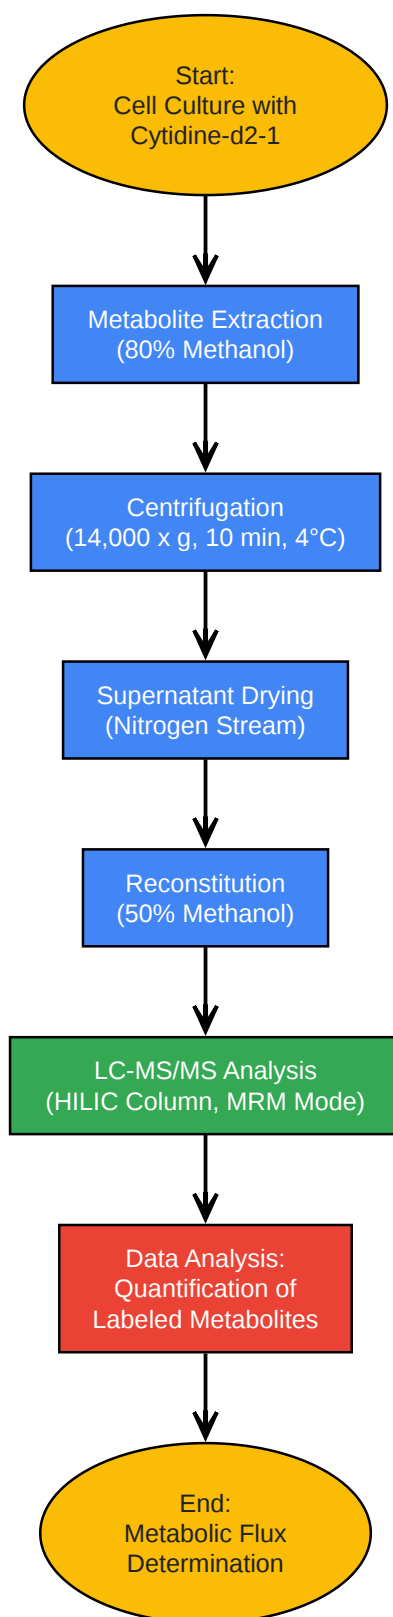 Start:
Cell Culture with
Cytidine-d2-1
Metabolite Extraction
(80% Methanol)
Centrifugation
(14,000 x g, 10 min, 4°C)
Supernatant Drying
(Nitrogen Stream)
Reconstitution
(50% Methanol)
LC-MS/MS Analysis
(HILIC Column, MRM Mode)
Data Analysis:
Quantification of
Labeled Metabolites
End:
Metabolic Flux
Determination